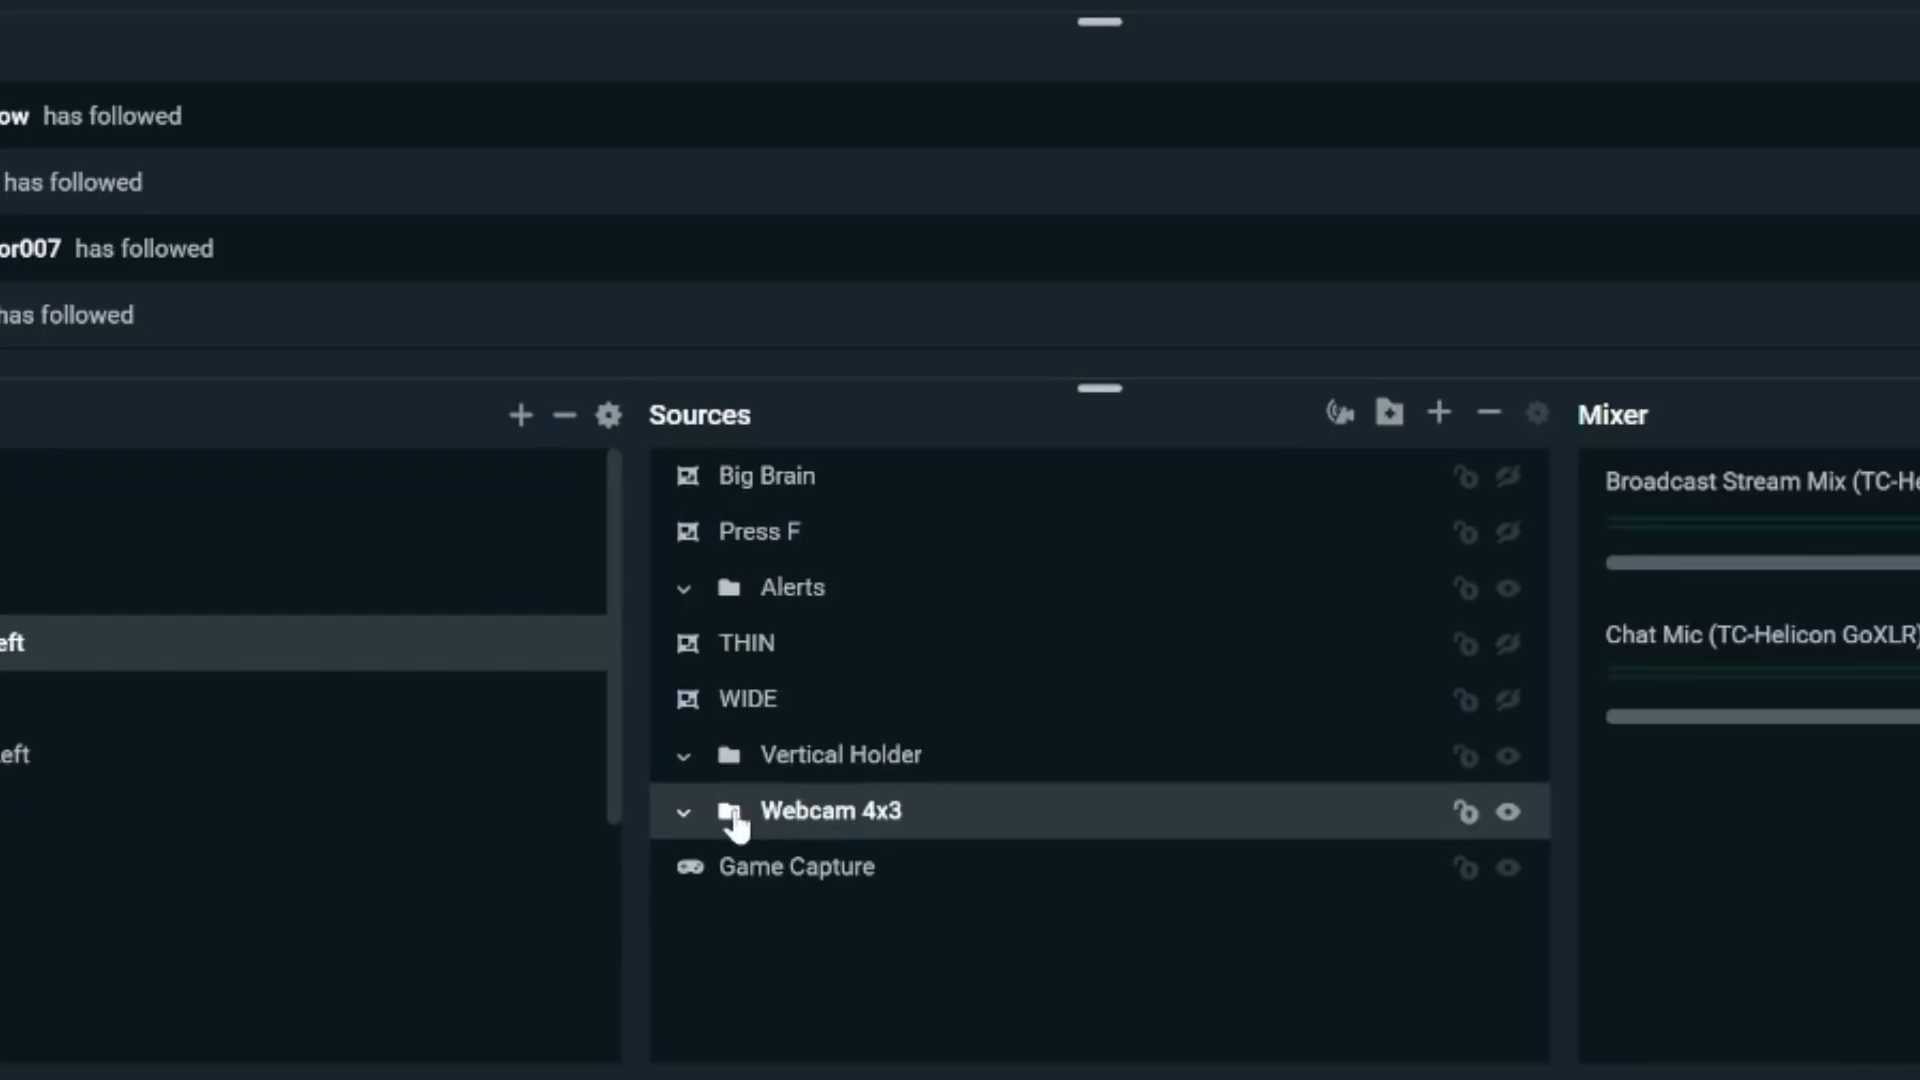 ow has followed
has followed
or007 has followed
has followed
Sources
Mixer
Big Brain
Press F
Alerts
THIN
WIDE
Vertical Holder
Webcam 4x3
Game Capture
eft
eft
Broadcast Stream Mix (TC-He
Chat Mic (TC-Helicon GoXLR)